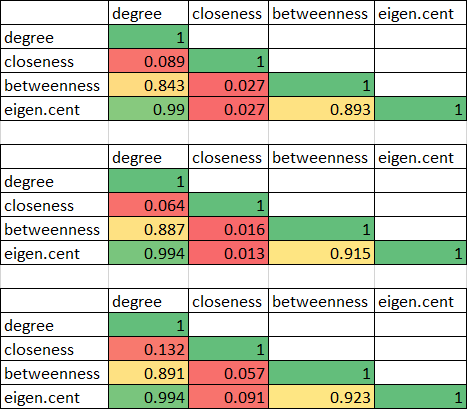 degree closeness betweenness eigen.cent
degree 1
closeness 0.089 1
betweenness 0.843 0.027 1
eigen.cent 0.99 0.027 0.893 1
degree closeness betweenness eigen.cent
degree 1
closeness 0.064 1
betweenness 0.887 0.016 1
eigen.cent 0.994 0.013 0.915 1
degree closeness betweenness eigen.cent
degree 1
closeness 0.132 1
betweenness 0.891 0.057 1
eigen.cent 0.994 0.091 0.923 1